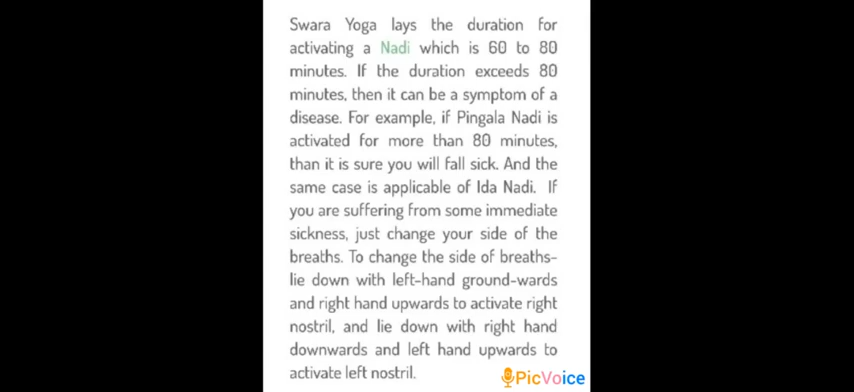 Swara Yoga lays the duration for
activating a Nadi which is 60 to 80
minutes. If the duration exceeds 80
minutes, then it can be a symptom of a
disease. For example, if Pingala Nadi is
activated for more than 80 minutes,
than it is sure you will fall sick. And the
same case is applicable of Ida Nadi. If
you are suffering from some immediate
sickness, just change your side of the
breaths. To change the side of breaths-
lie down with left-hand ground-wards
and right hand upwards to activate right
nostril, and lie down with right hand
downwards and left hand upwards to
activate left nostril.
PicVoice